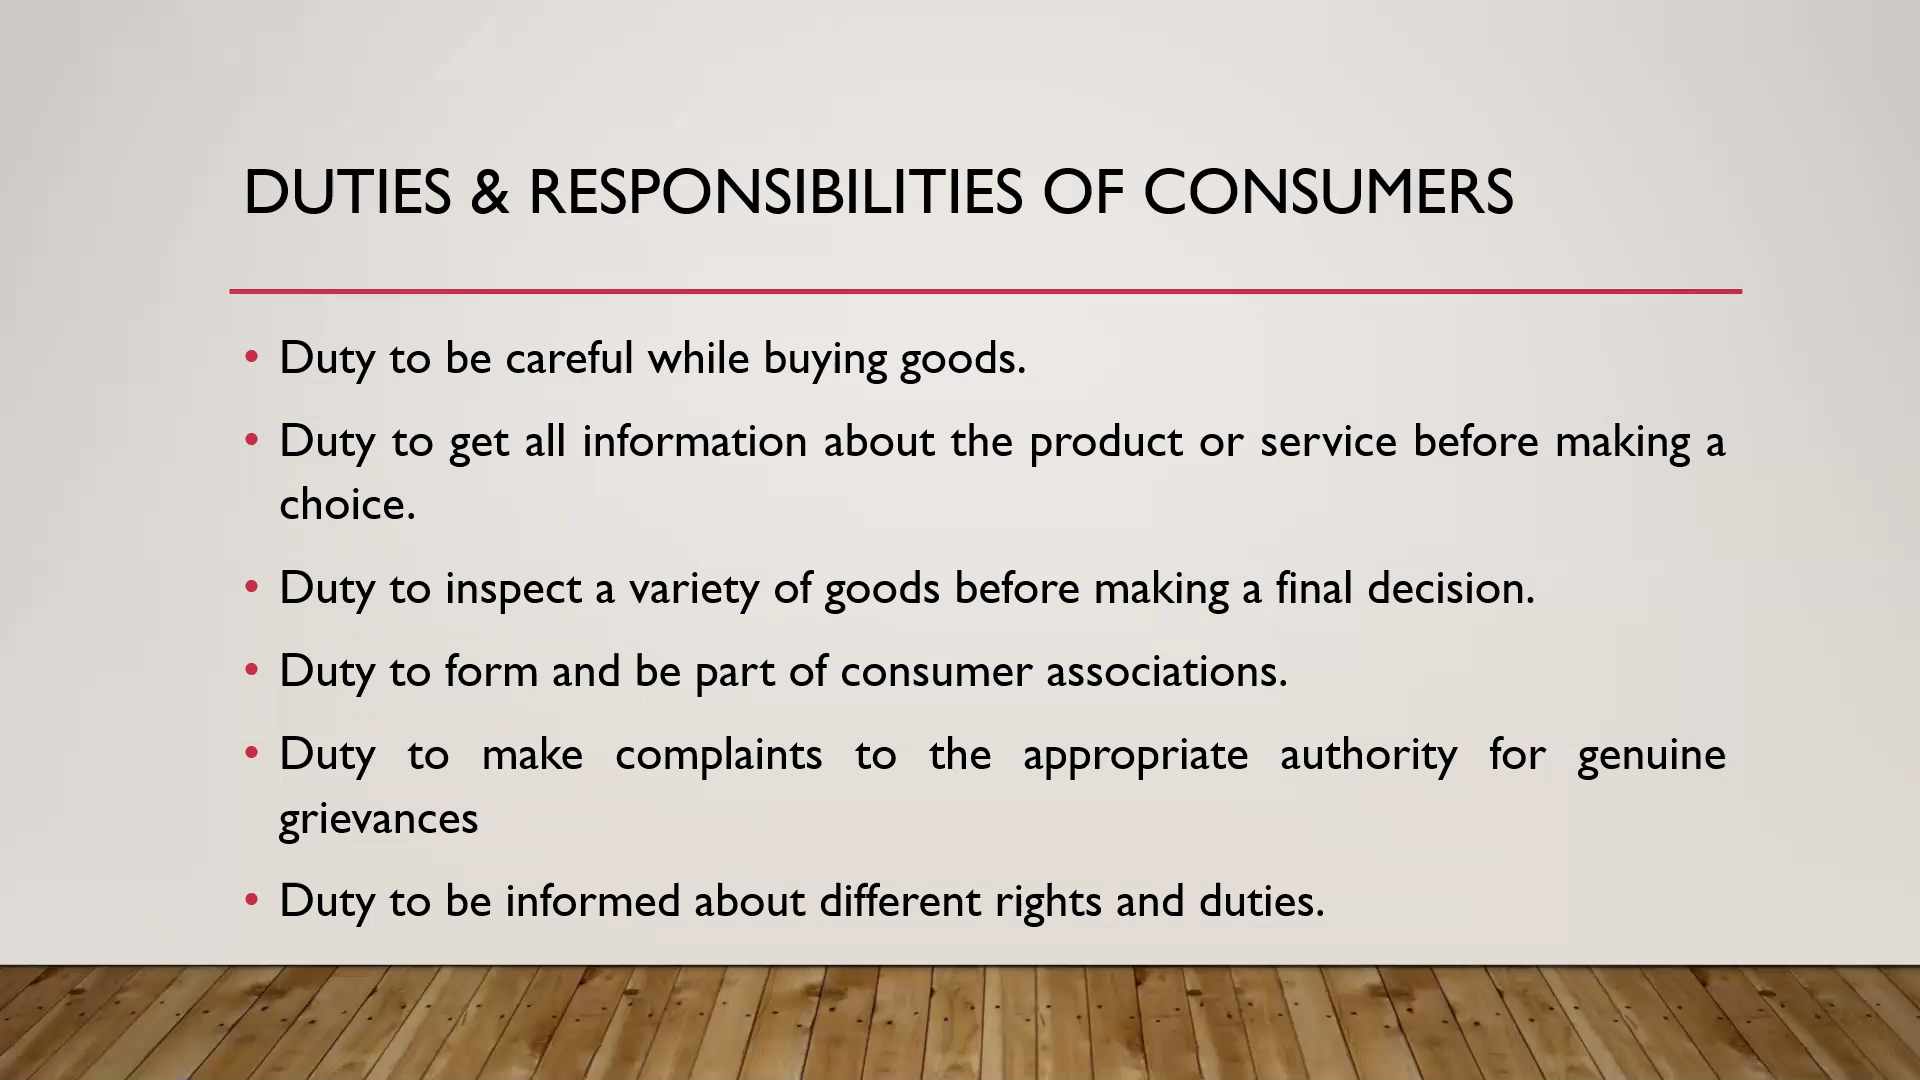 DUTIES & RESPONSIBILITIES OF CONSUMERS
• Duty to be careful while buying goods.
• Duty to get all information about the product or service before making a
choice.
• Duty to inspect a variety of goods before making a final decision.
• Duty to form and be part of consumer associations.
• Duty to make complaints to the appropriate authority for genuine
grievances
• Duty to be informed about different rights and duties.